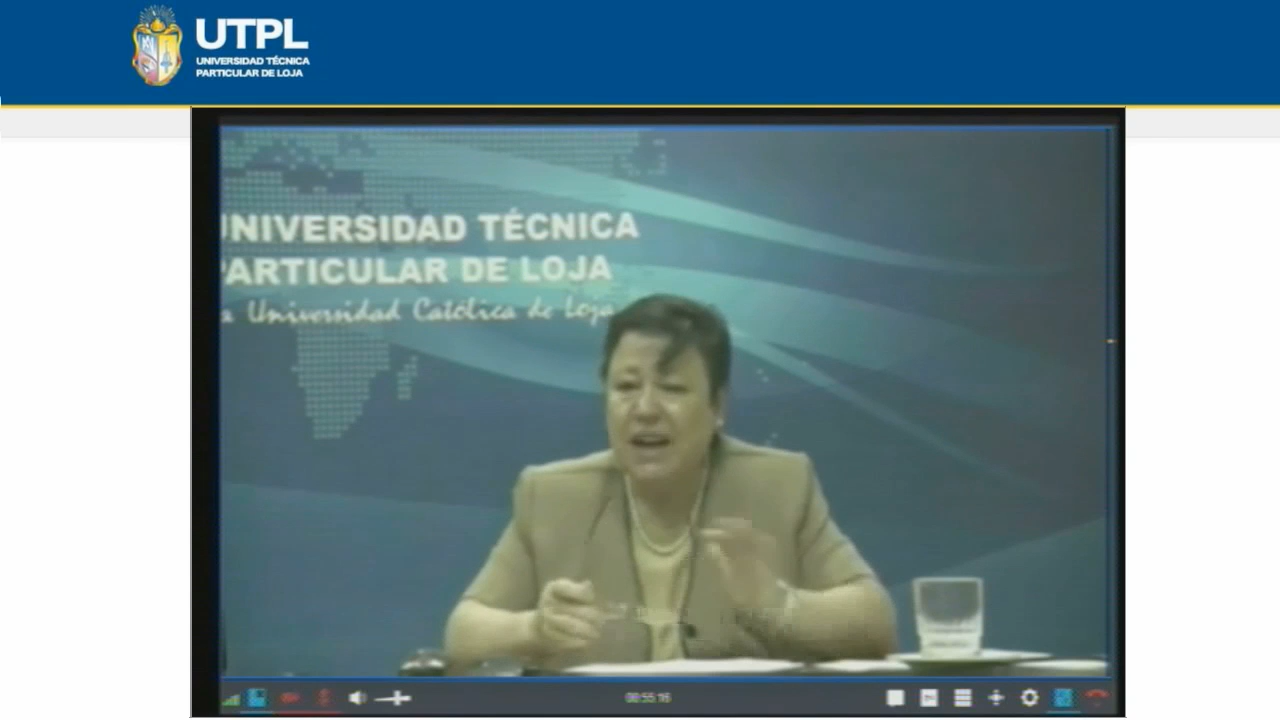 UTPL
UNIVERSIDAD TÉCNICA
PARTICULAR DE LOJA
UNIVERSIDAD TÉCNICA
PARTICULAR DE LOJA
a Universidad Católica de Loja
00:55:16